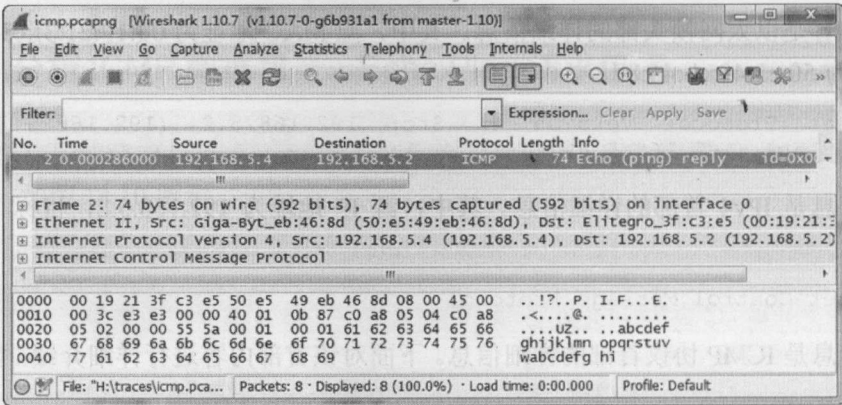 icmp.pcapng [Wireshark 1.10.7 (v1.10.7-0-g6b931a1 from master-1.10)]
File Edit View Go Capture Analyze Statistics Telephony Tools Internals Help
Filter: Expression... Clear Apply Save
No. Time Source Destination Protocol Length Info
2 0.000286000 192.168.5.4 192.168.5.2 ICMP 74 Echo (ping) reply id=0x00
Frame 2: 74 bytes on wire (592 bits), 74 bytes captured (592 bits) on interface 0
Ethernet II, Src: Giga-Byt_eb:46:8d (50:e5:49:eb:46:8d), Dst: Elitegro_3f:c3:e5 (00:19:21:3
Internet Protocol Version 4, Src: 192.168.5.4 (192.168.5.4), Dst: 192.168.5.2 (192.168.5.2)
Internet Control Message Protocol
0000 00 19 21 3f c3 e5 50 e5 49 eb 46 8d 08 00 45 00 ..!?..P. I.F...E.
0010 00 3c e3 e3 00 00 40 01 0b 87 c0 a8 05 04 c0 a8 .<....@. ........
0020 05 02 00 00 55 5a 00 01 00 01 61 62 63 64 65 66 ....UZ.. ..abcdef
0030 67 68 69 6a 6b 6c 6d 6e 6f 70 71 72 73 74 75 76 ghijklmn opqrstuv
0040 77 61 62 63 64 65 66 67 68 69 wabcdefg hi
File: "H:\traces\icmp.pca... Packets: 8 · Displayed: 8 (100.0%) · Load time: 0:00.000 Profile: Default